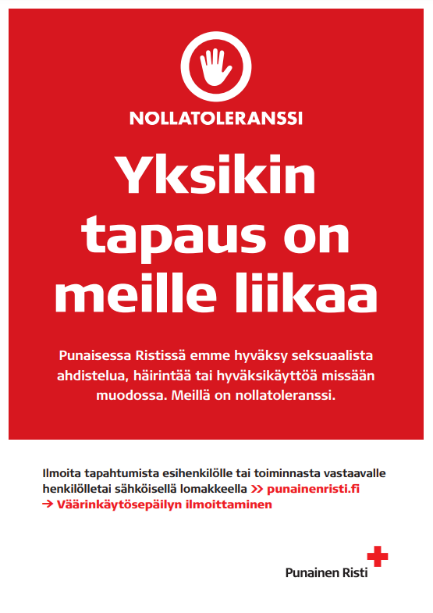 NOLLATOLERANSSI
Yksikin
tapaus on
meille liikaa
Punaisessa Ristissä emme hyväksy seksuaalista
ahdistelua, häirintää tai hyväksikäyttöä missään
muodossa. Meillä on nollatoleranssi.
Ilmoita tapahtumista esihenkilölle tai toiminnasta vastaavalle
henkilölletai sähköisellä lomakkeella >> punainenristi.fi
→ Väärinkäytösepäilyn ilmoittaminen
Punainen Risti